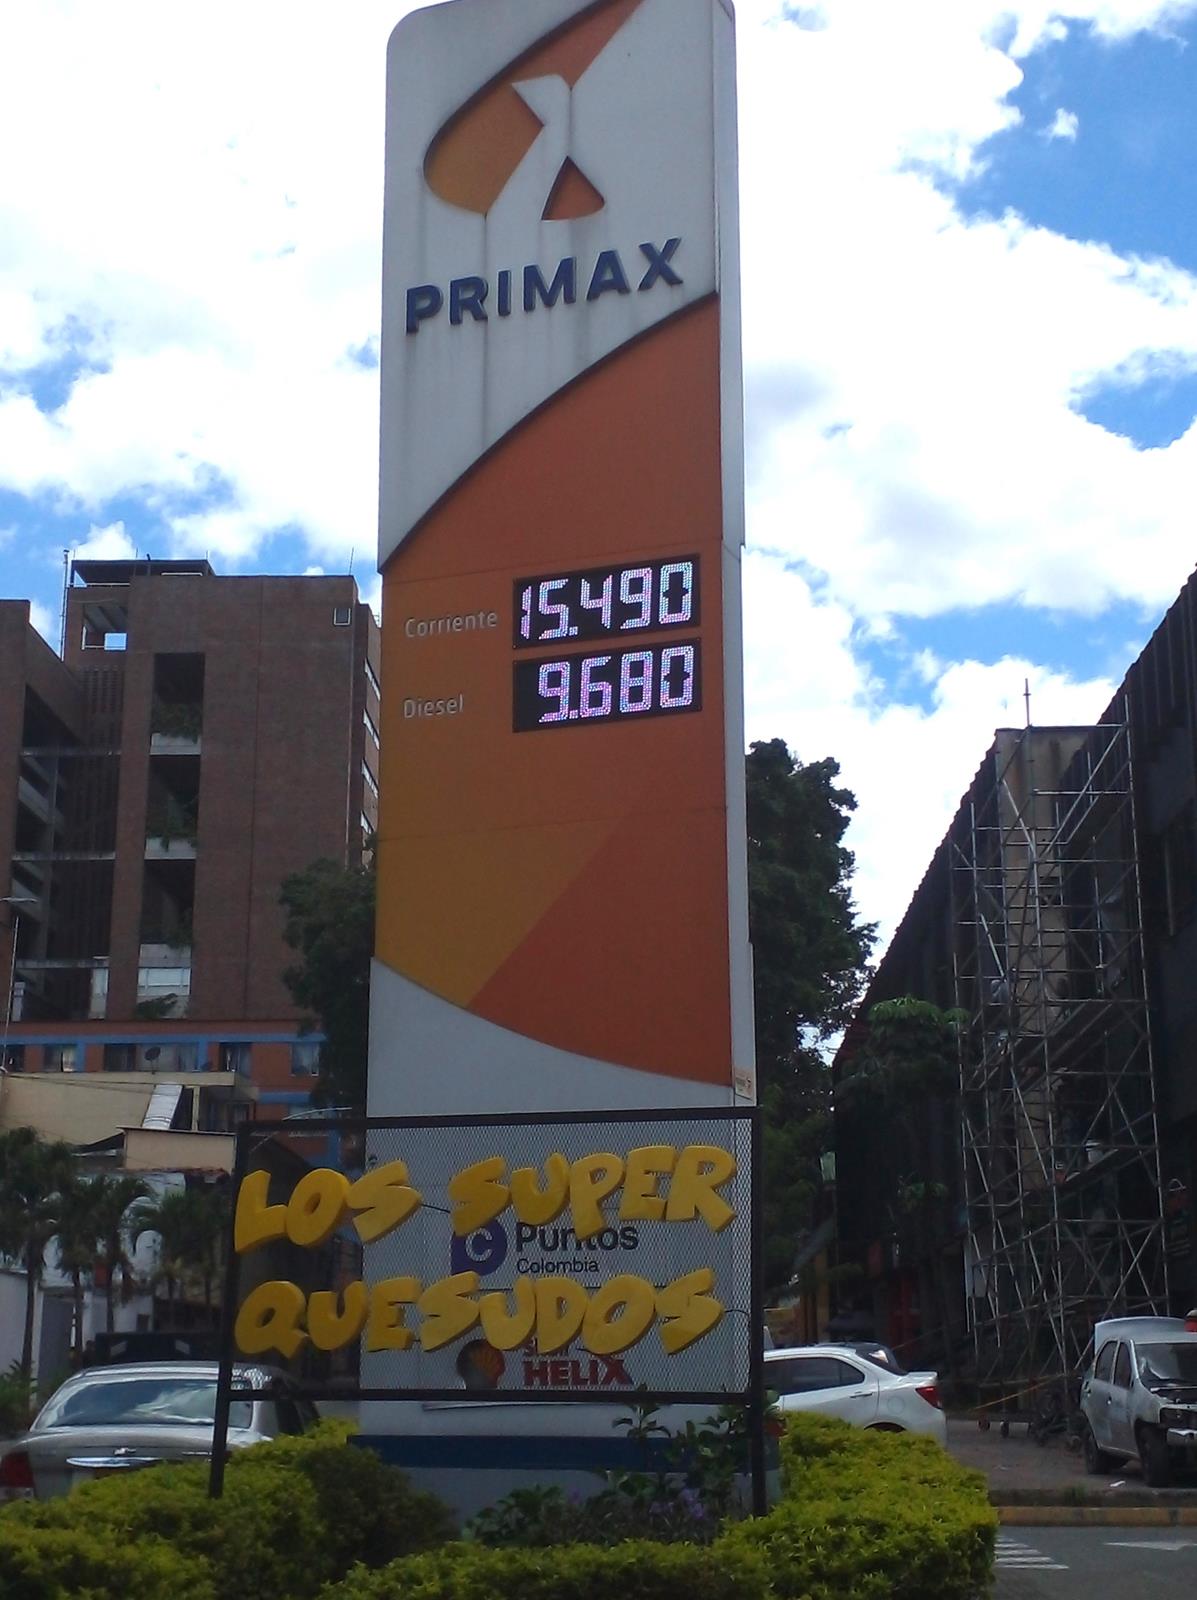 PRIMAX
Corriente 15.490
Diesel 9.680
LOS SUPER
Puntos
Colombia
QUESUDOS
HELIX